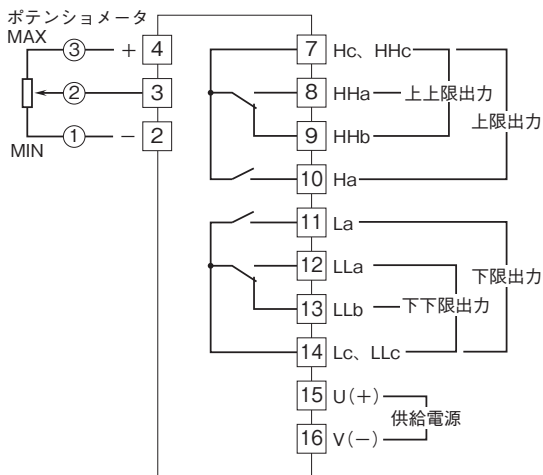 ポテンショメータ
MAX
3 + 4
2 3
1 − 2
MIN
7 Hc、HHc
8 HHa 上上限出力
9 HHb
上限出力
10 Ha
11 La
12 LLa
下限出力
13 LLb 下下限出力
14 Lc、LLc
15 U(+)
供給電源
16 V(−)